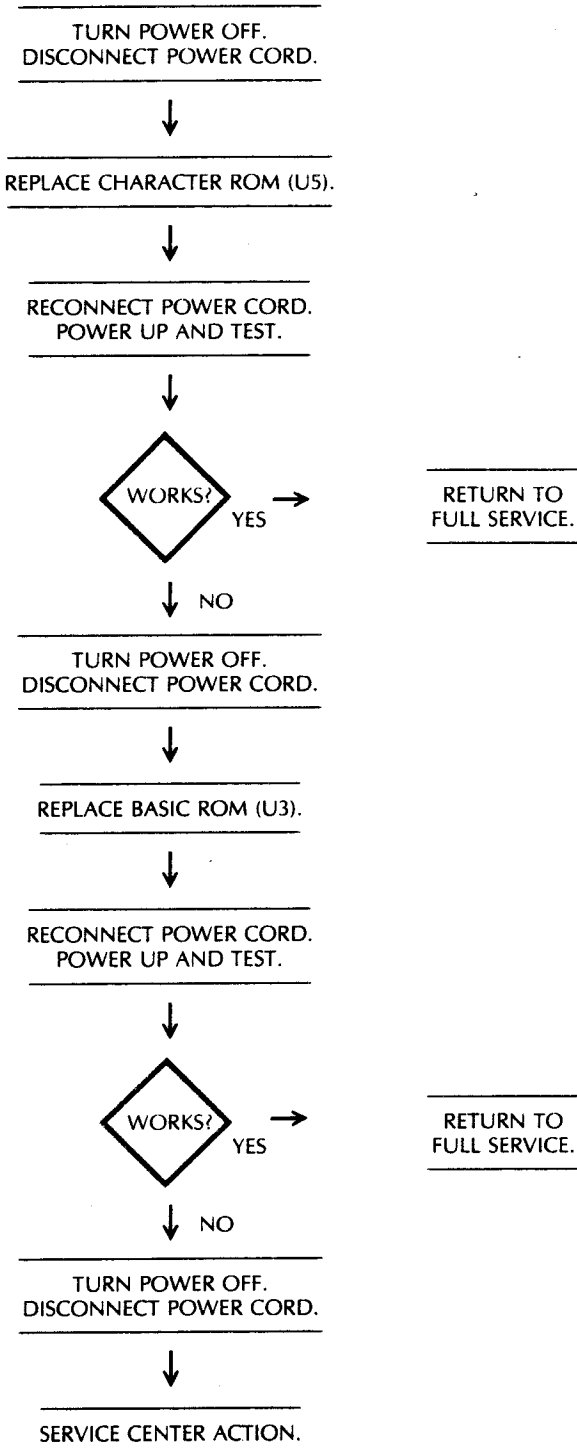 TURN POWER OFF.
DISCONNECT POWER CORD.
REPLACE CHARACTER ROM (U5).
RECONNECT POWER CORD.
POWER UP AND TEST.
WORKS?
YES
RETURN TO
FULL SERVICE.
NO
TURN POWER OFF.
DISCONNECT POWER CORD.
REPLACE BASIC ROM (U3).
RECONNECT POWER CORD.
POWER UP AND TEST.
WORKS?
YES
RETURN TO
FULL SERVICE.
NO
TURN POWER OFF.
DISCONNECT POWER CORD.
SERVICE CENTER ACTION.